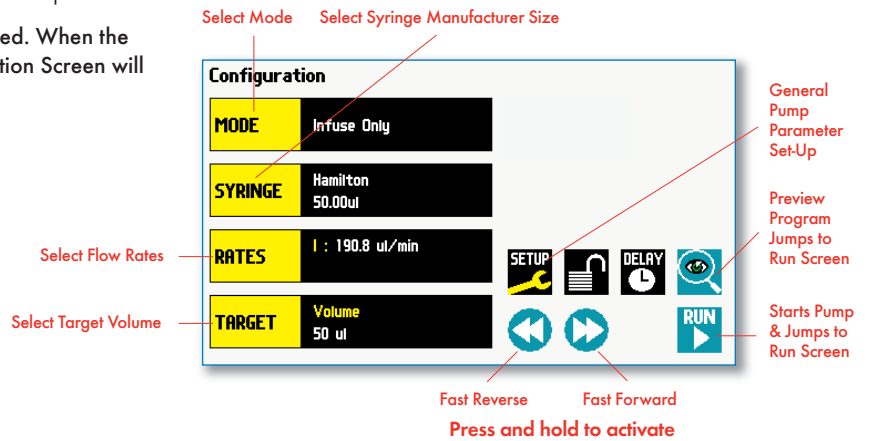 Select Mode
Select Syringe Manufacturer Size
ed. When the
tion Screen will
Configuration
MODE
Infuse Only
SYRINGE
Hamilton
50.00ul
RATES
I : 190.8 ul/min
TARGET
Volume
50 ul
SETUP
DELAY
RUN
Select Flow Rates
Select Target Volume
General
Pump
Parameter
Set-Up
Preview
Program
Jumps to
Run Screen
Starts Pump
& Jumps to
Run Screen
Fast Reverse
Fast Forward
Press and hold to activate